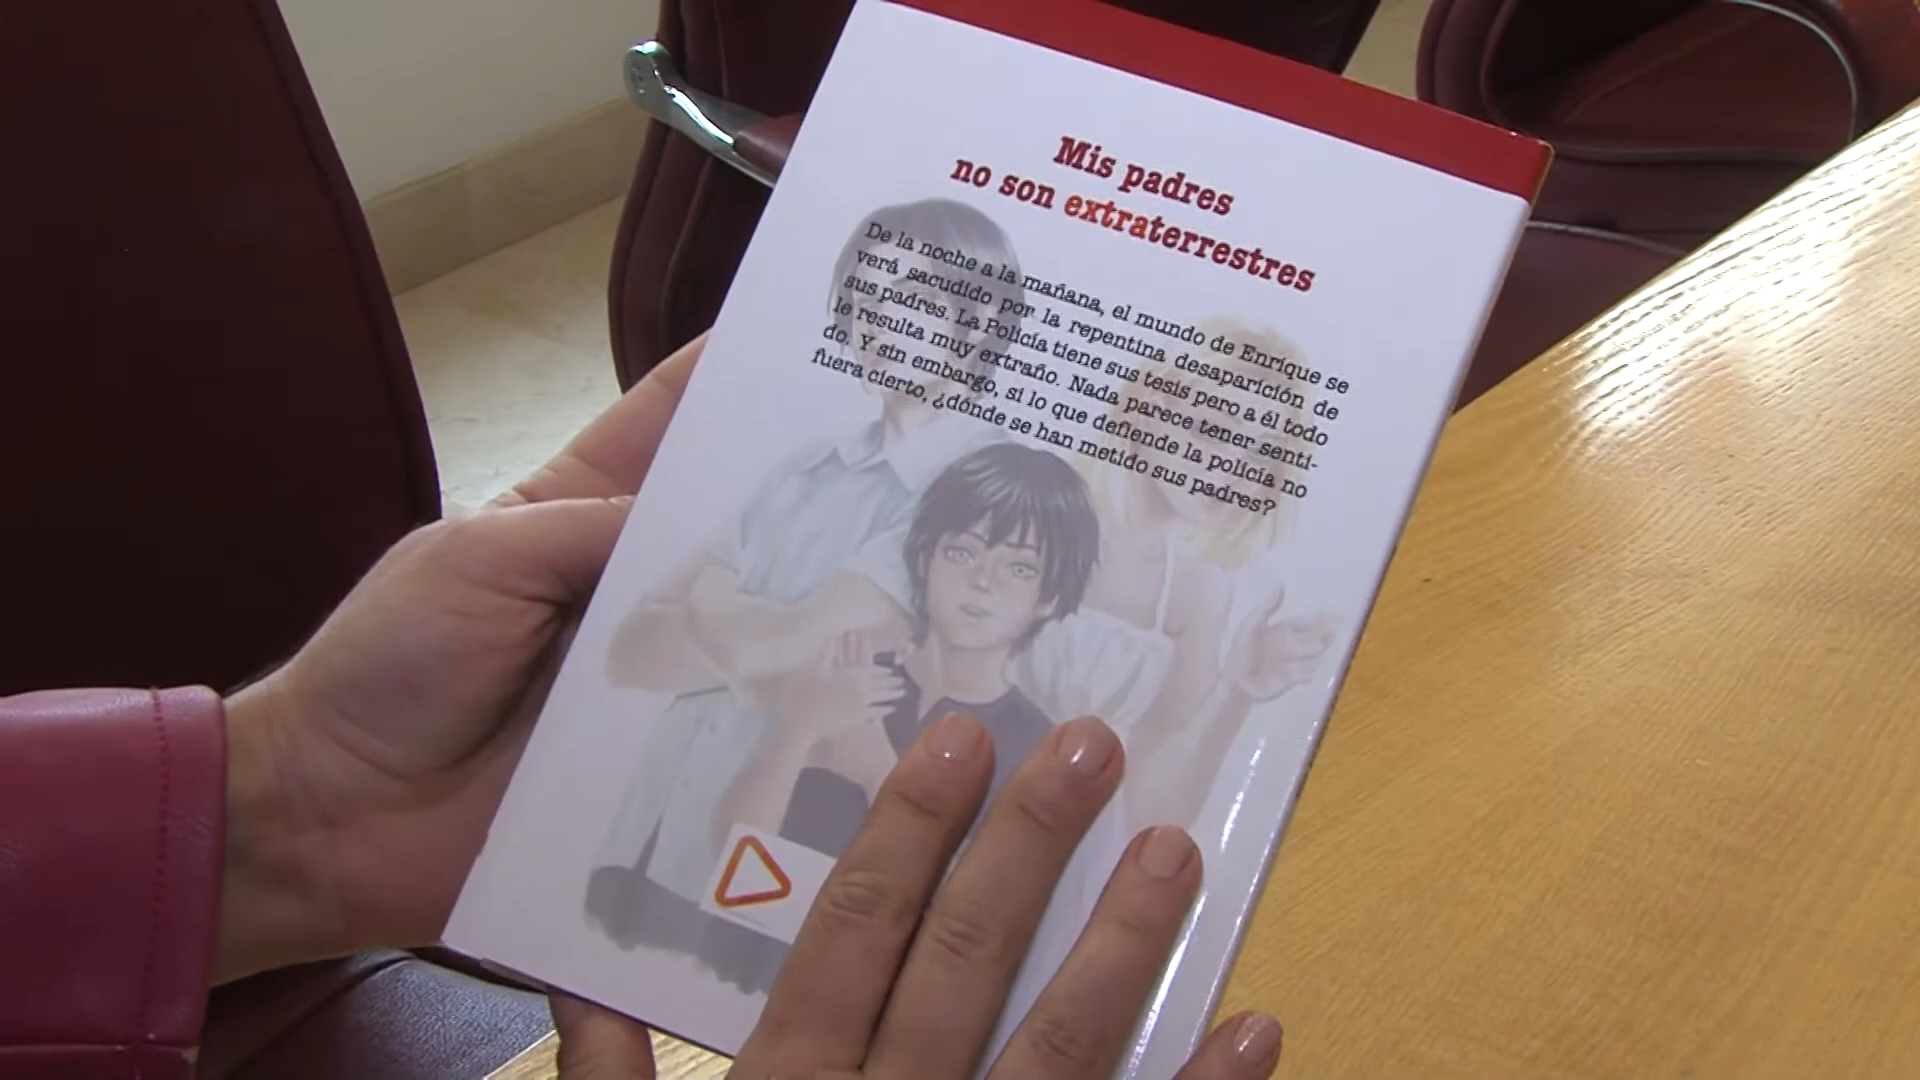 Mis padres
no son extraterrestres
De la noche a la mañana, el mundo de Enrique se
verá sacudido por la repentina desaparición de
sus padres. La Policía tiene sus tesis pero a él todo
le resulta muy extraño. Nada parece tener senti-
do. Y sin embargo, si lo que defiende la policía no
fuera cierto, ¿dónde se han metido sus padres?